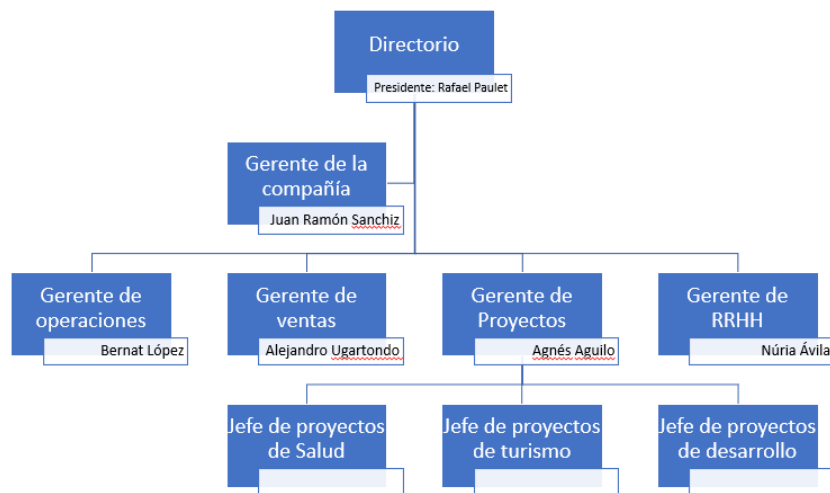 Directorio
Presidente: Rafael Paulet
Gerente de la
compañía
Juan Ramón Sanchiz
Gerente de
operaciones
Bernat López
Gerente de
ventas
Alejandro Ugartondo
Gerente de
Proyectos
Agnés Aguilo
Gerente de
RRHH
Núria Ávila
Jefe de proyectos
de Salud
Jefe de proyectos
de turismo
Jefe de proyectos
de desarrollo